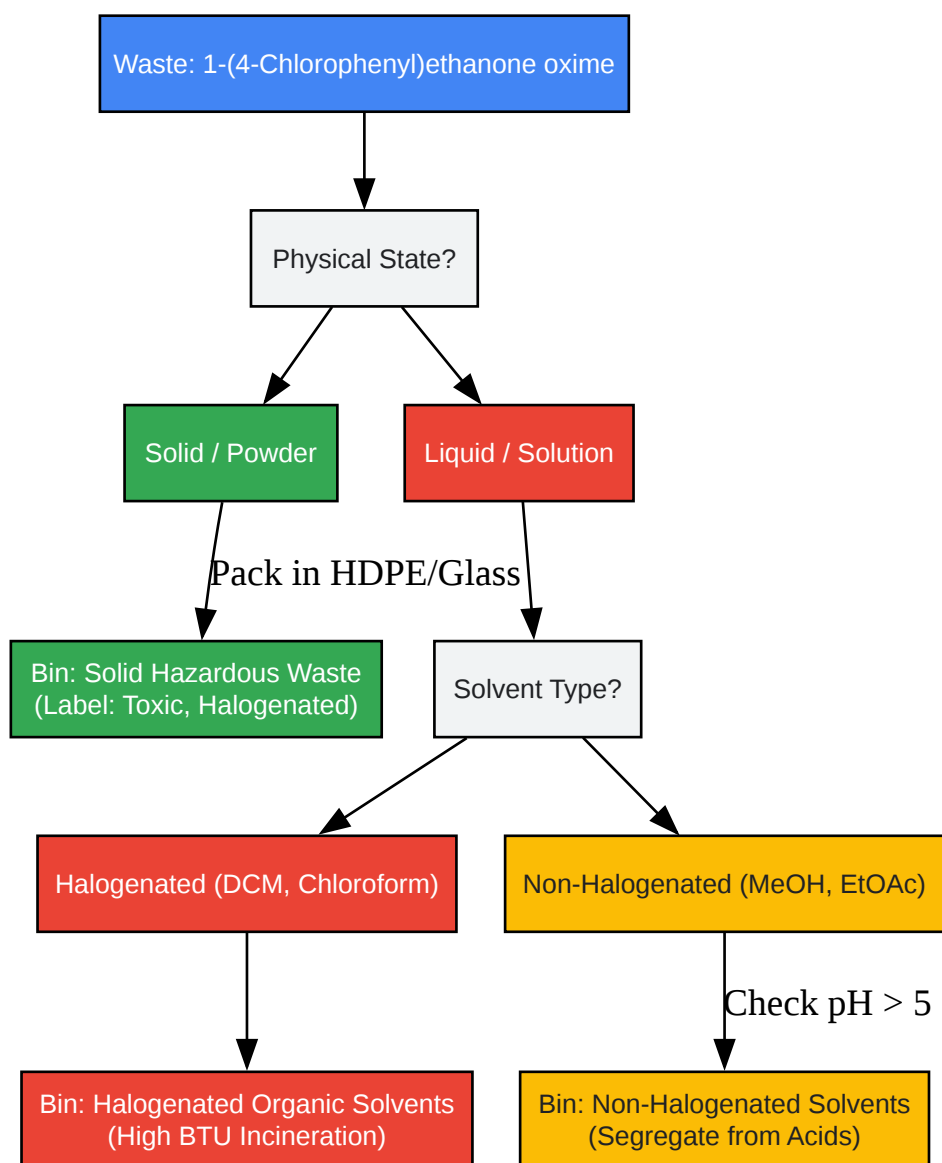 Waste: 1-(4-Chlorophenyl)ethanone oxime
Physical State?
Solid / Powder
Liquid / Solution
Pack in HDPE/Glass
Bin: Solid Hazardous Waste
(Label: Toxic, Halogenated)
Solvent Type?
Halogenated (DCM, Chloroform)
Non-Halogenated (MeOH, EtOAc)
Check pH > 5
Bin: Halogenated Organic Solvents
(High BTU Incineration)
Bin: Non-Halogenated Solvents
(Segregate from Acids)